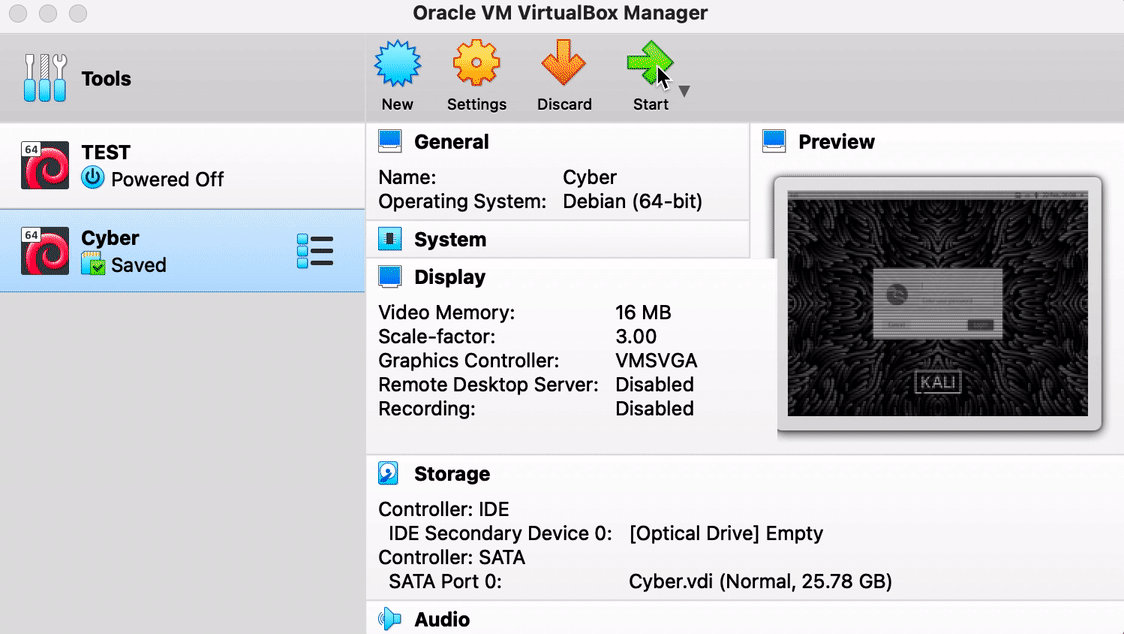 Oracle VM VirtualBox Manager
Tools
New
Settings
Discard
Start
64
TEST
Powered Off
64
Cyber
Saved
General
Name: Cyber
Operating System: Debian (64-bit)
System
Display
Video Memory: 16 MB
Scale-factor: 3.00
Graphics Controller: VMSVGA
Remote Desktop Server: Disabled
Recording: Disabled
Preview
KALI
Storage
Controller: IDE
IDE Secondary Device 0: [Optical Drive] Empty
Controller: SATA
SATA Port 0: Cyber.vdi (Normal, 25.78 GB)
Audio